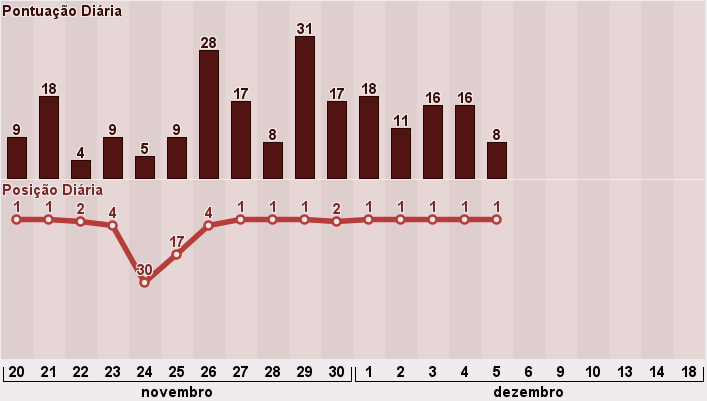 Pontuação Diária
9 18 4 9 5 9 28 17 8 31 17 18 11 16 16 8
Posição Diária
1 1 2 4 30 17 4 1 1 1 2 1 1 1 1 1
20 21 22 23 24 25 26 27 28 29 30 1 2 3 4 5 6 9 10 13 14 18
novembro dezembro